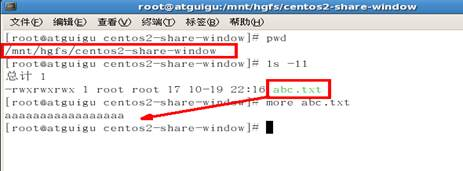 root@atguigu:/mnt/hgfs/centos2-share-window
文件(F) 编辑(E) 查看(V) 终端(T) 标签(B) 帮助(H)
[root@atguigu centos2-share-window]# pwd
/mnt/hgfs/centos2-share-window
[root@atguigu centos2-share-window]# ls -ll
总计 1
-rwxrwxrwx 1 root root 17 10-19 22:16 abc.txt
[root@atguigu centos2-share-window]# more abc.txt
aaaaaaaaaaaaaaaaa
[root@atguigu centos2-share-window]#